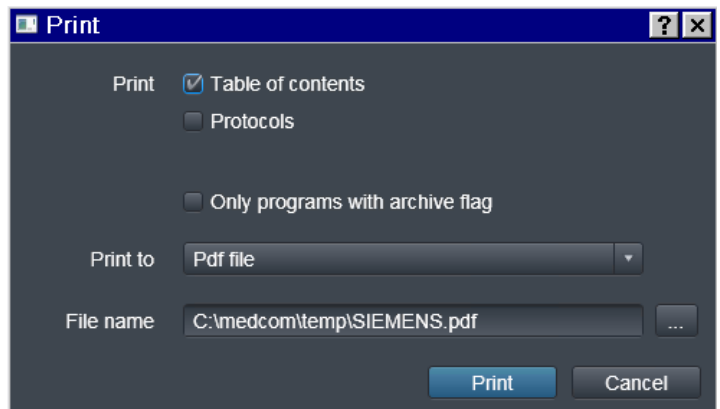 Print
Print Table of contents
Protocols
Only programs with archive flag
Print to Pdf file
File name C:\medcom\temp\SIEMENS.pdf ...
Print Cancel